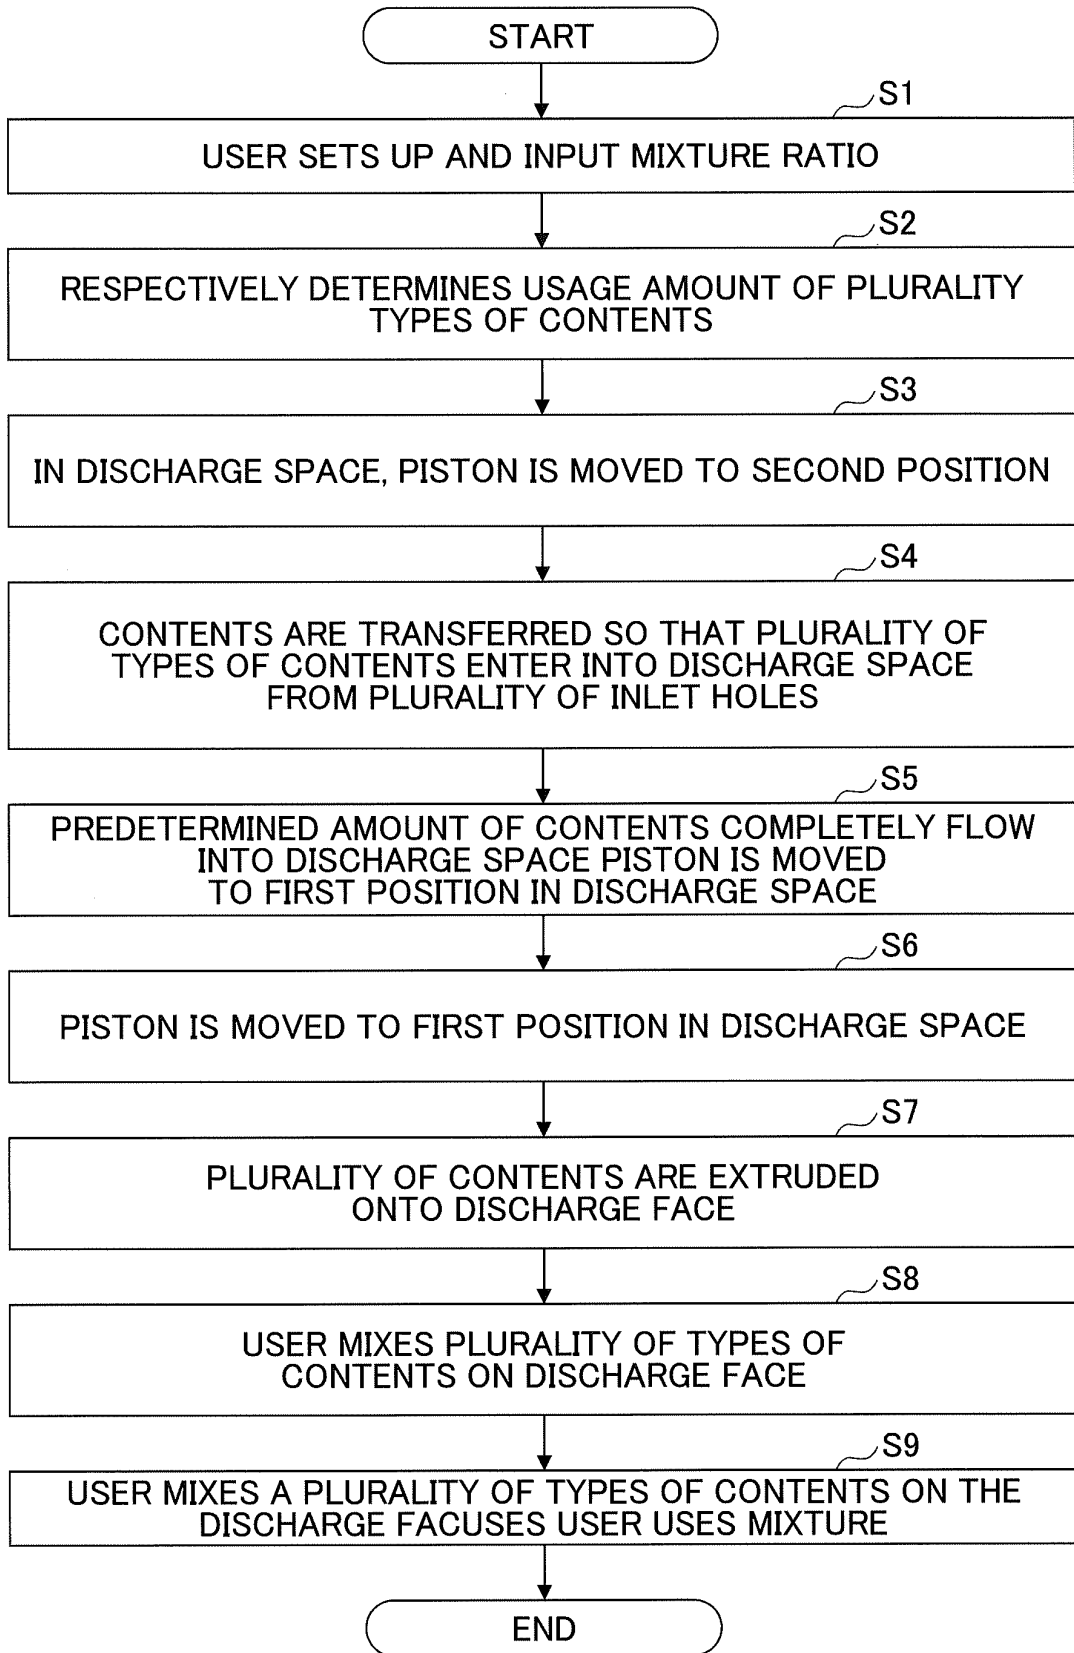 START
S1
USER SETS UP AND INPUT MIXTURE RATIO
S2
RESPECTIVELY DETERMINES USAGE AMOUNT OF PLURALITY
TYPES OF CONTENTS
S3
IN DISCHARGE SPACE, PISTON IS MOVED TO SECOND POSITION
S4
CONTENTS ARE TRANSFERRED SO THAT PLURALITY OF
TYPES OF CONTENTS ENTER INTO DISCHARGE SPACE
FROM PLURALITY OF INLET HOLES
S5
PREDETERMINED AMOUNT OF CONTENTS COMPLETELY FLOW
INTO DISCHARGE SPACE PISTON IS MOVED
TO FIRST POSITION IN DISCHARGE SPACE
S6
PISTON IS MOVED TO FIRST POSITION IN DISCHARGE SPACE
S7
PLURALITY OF CONTENTS ARE EXTRUDED
ONTO DISCHARGE FACE
S8
USER MIXES PLURALITY OF TYPES OF
CONTENTS ON DISCHARGE FACE
S9
USER MIXES A PLURALITY OF TYPES OF CONTENTS ON THE
DISCHARGE FACUSES USER USES MIXTURE
END